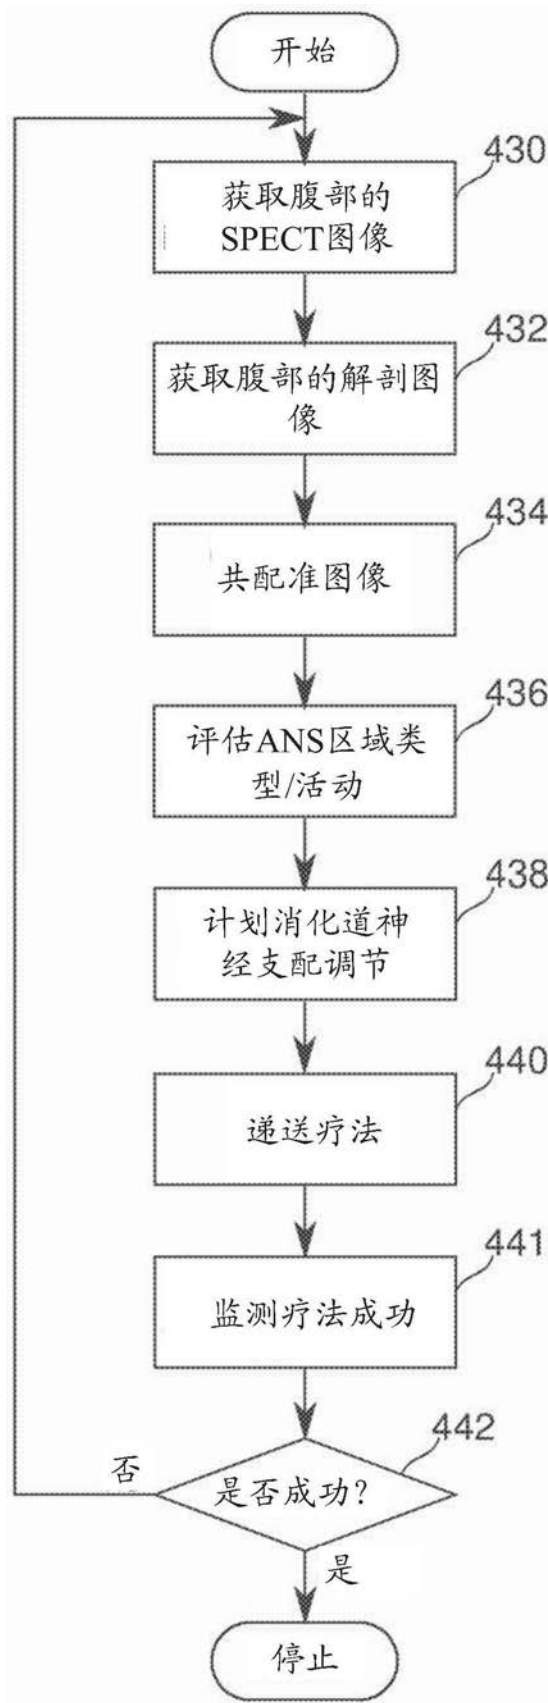 开始
430
获取腹部的
SPECT图像
432
获取腹部的解剖图
像
434
共配准图像
436
评估ANS区域类
型/活动
438
计划消化道神
经支配调节
440
递送疗法
441
监测疗法成功
442
否
是否成功?
是
停止